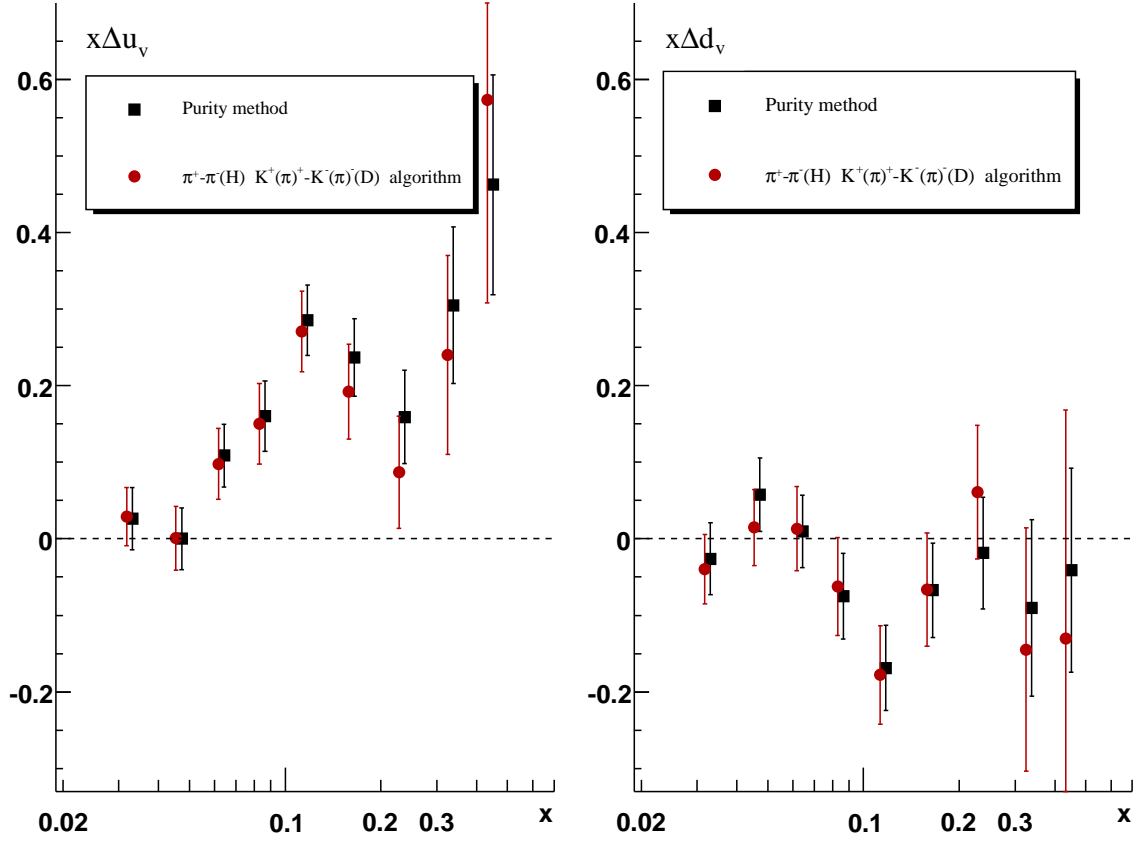 xΔu_v
0.6
Purity method
π⁺-π⁻(H) K⁺(π)⁺-K⁻(π)⁻(D) algorithm
0.4
0.2
0
-0.2
0.02 0.1 0.2 0.3 x
xΔd_v
0.6
Purity method
π⁺-π⁻(H) K⁺(π)⁺-K⁻(π)⁻(D) algorithm
0.4
0.2
0
-0.2
0.02 0.1 0.2 0.3 x